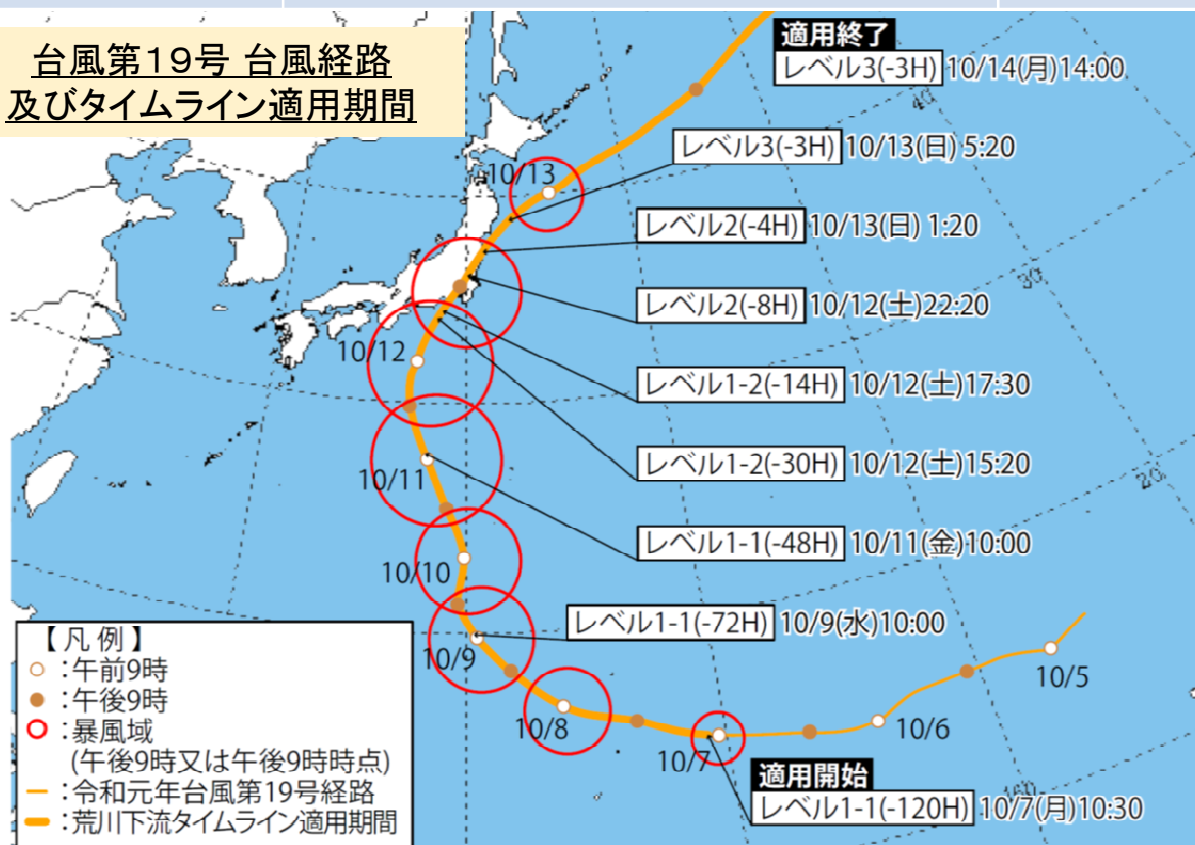 台風第19号 台風経路
及びタイムライン適用期間
適用終了
レベル3(-3H) 10/14(月)14:00
40
レベル3(-3H) 10/13(日) 5:20
10/13
レベル2(-4H) 10/13(日) 1:20
30
レベル2(-8H) 10/12(土)22:20
10/12
レベル1-2(-14H) 10/12(土)17:30
レベル1-2(-30H) 10/12(土)15:20
20
10/11
レベル1-1(-48H) 10/11(金)10:00
10/10
レベル1-1(-72H) 10/9(水)10:00
10/9
10/5
10/8
10/6
10/7
適用開始
レベル1-1(-120H) 10/7(月)10:30
【凡例】
:午前9時
:午後9時
:暴風域
(午後9時又は午後9時時点)
:令和元年台風第19号経路
:荒川下流タイムライン適用期間